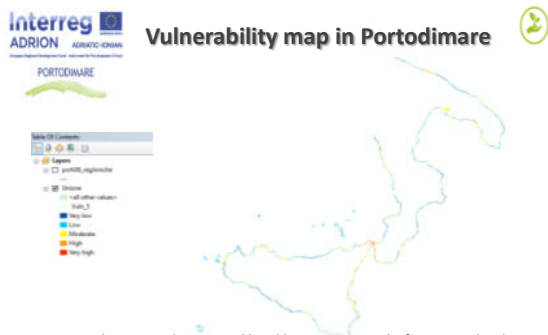 Interreg
ADRION ADRIATIC-IONIAN
Vulnerability map in Portodimare
PORTODIMARE
Table Of Contents
Layers
Unione
<all other values>
Vuln_5
Very low
Low
Moderate
High
Very high